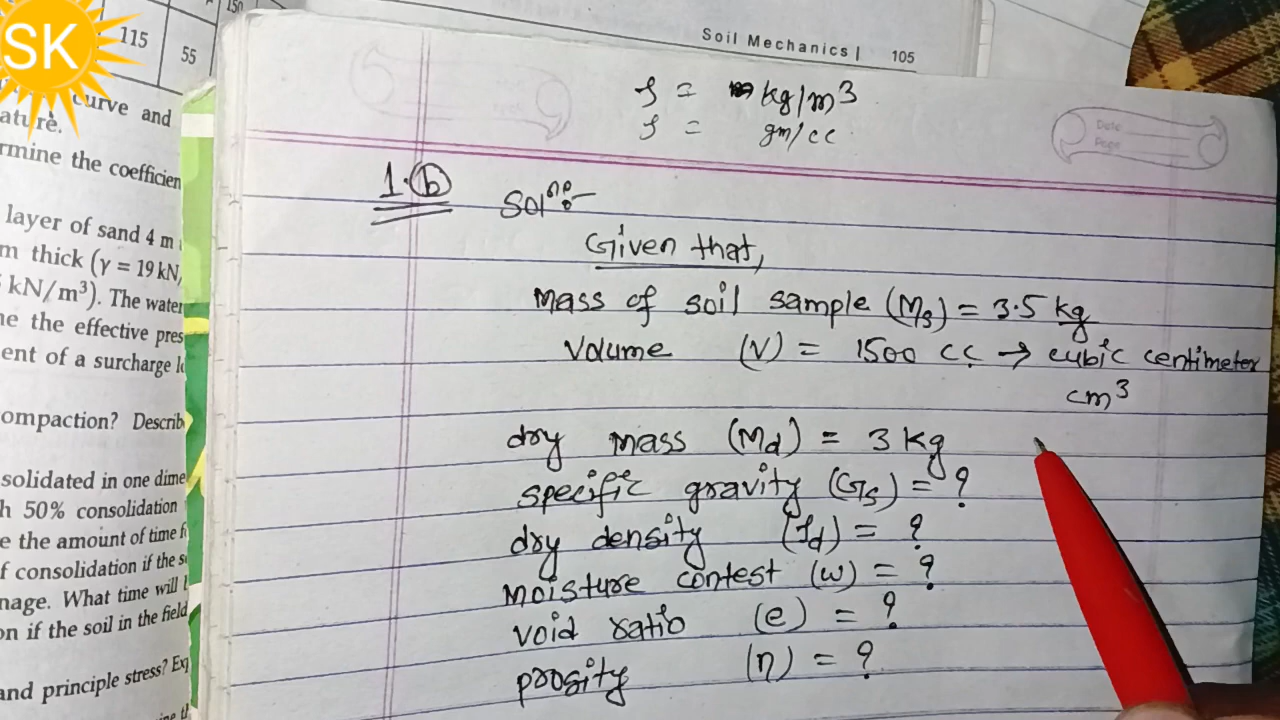 SK
150
115 55
Soil Mechanics | 105
curve and
ature.
rmine the coefficien
layer of sand 4 m
m thick (γ = 19 kN,
kN/m³). The water
ne the effective pres
ent of a surcharge l
ompaction? Describ
solidated in one dime
h 50% consolidation
e the amount of time f
f consolidation if the s
nage. What time will
on if the soil in the field
and principle stress? Ex
ρ = kg/m³
ρ = gm/cc
Date
Page
1.(b) Solⁿ:-
Given that,
Mass of soil sample (Ms) = 3.5 kg
Volume (V) = 1500 cc → cubic centimeter
cm³
dry mass (Md) = 3 kg
specific gravity (Gs) = ?
dry density (ρd) = ?
moisture contest (w) = ?
void ratio (e) = ?
prosity (η) = ?